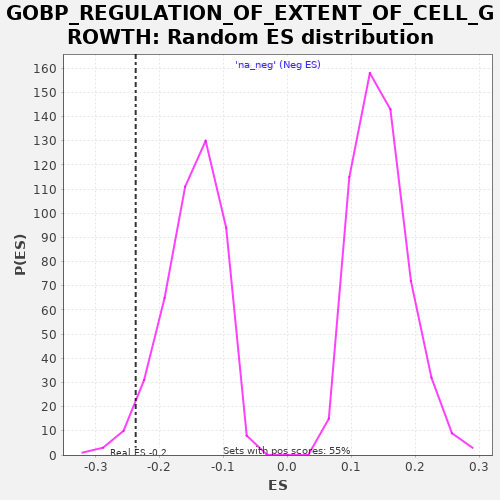 GOBP_REGULATION_OF_EXTENT_OF_CELL_G
ROWTH: Random ES distribution
'na_neg' (Neg ES)
160
150
140
130
120
110
100
90
80
70
60
50
40
30
20
10
0
P(ES)
Real ES -0.2
Sets with pos scores: 55%
-0.3 -0.2 -0.1 0.0 0.1 0.2 0.3
ES